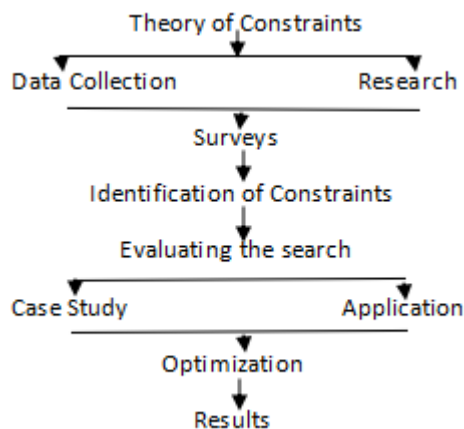 Theory of Constraints
Data Collection Research
Surveys
Identification of Constraints
Evaluating the search
Case Study Application
Optimization
Results